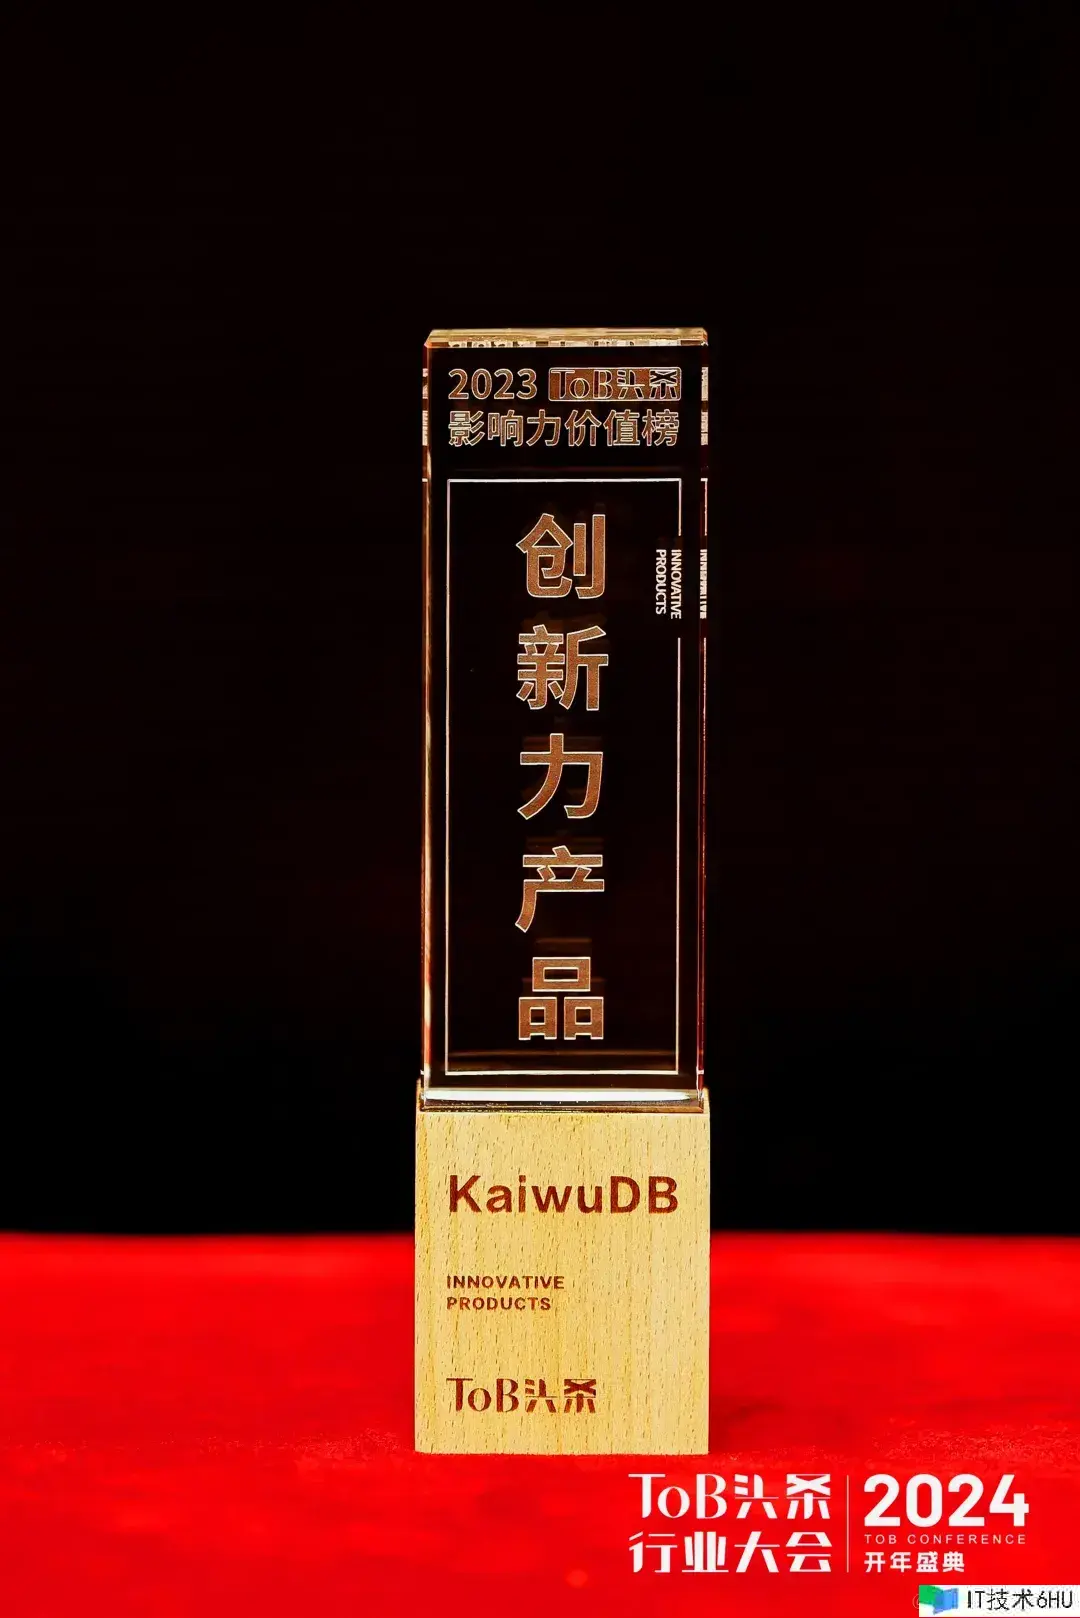 2023 ToB头条
影响力价值榜
创新力产品
INNOVATIVE
PRODUCTS
KaiwuDB
INNOVATIVE
PRODUCTS
ToB头条
ToB头条
行业大会
2024
TOB CONFERENCE
开年盛典
IT技术6HU